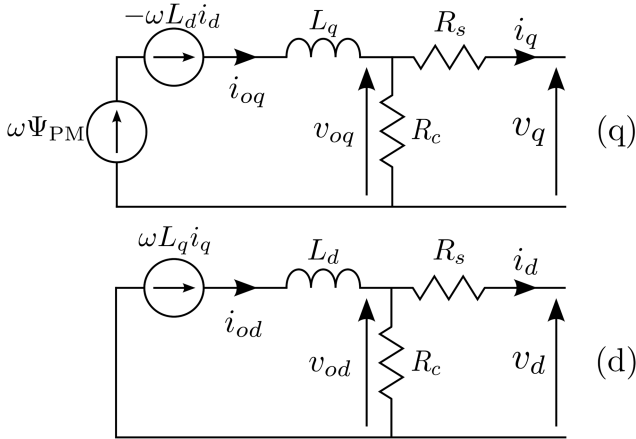 −ωL_d i_d
L_q
R_s
i_q
i_oq
ωΨ_PM
v_oq
R_c
v_q
(q)
ωL_q i_q
L_d
R_s
i_d
i_od
v_od
R_c
v_d
(d)